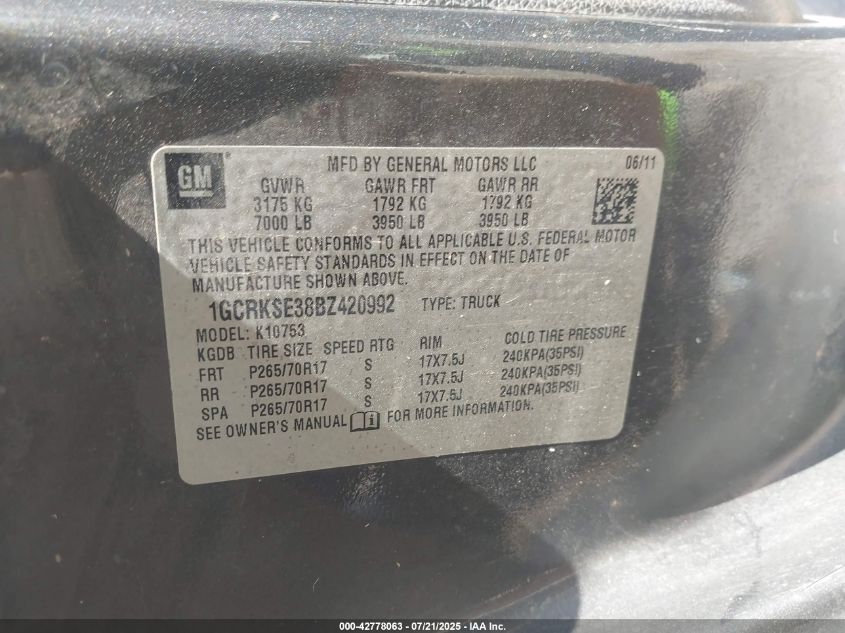 GM ® MFD BY GENERAL MOTORS LLC 06/11
GVWR GAWR FRT GAWR RR
3175 KG 1792 KG 1792 KG
7000 LB 3950 LB 3950 LB
THIS VEHICLE CONFORMS TO ALL APPLICABLE U.S. FEDERAL MOTOR
VEHICLE SAFETY STANDARDS IN EFFECT ON THE DATE OF
MANUFACTURE SHOWN ABOVE.
1GCRKSE38BZ420992 TYPE: TRUCK
MODEL: K10753
KGDB TIRE SIZE SPEED RTG RIM COLD TIRE PRESSURE
FRT P265/70R17 S 17X7.5J 240KPA(35PSI)
RR P265/70R17 S 17X7.5J 240KPA(35PSI)
SPA P265/70R17 S 17X7.5J 240KPA(35PSI)
SEE OWNER'S MANUAL i FOR MORE INFORMATION.
000-42778063 - 07/21/2025 - IAA Inc.